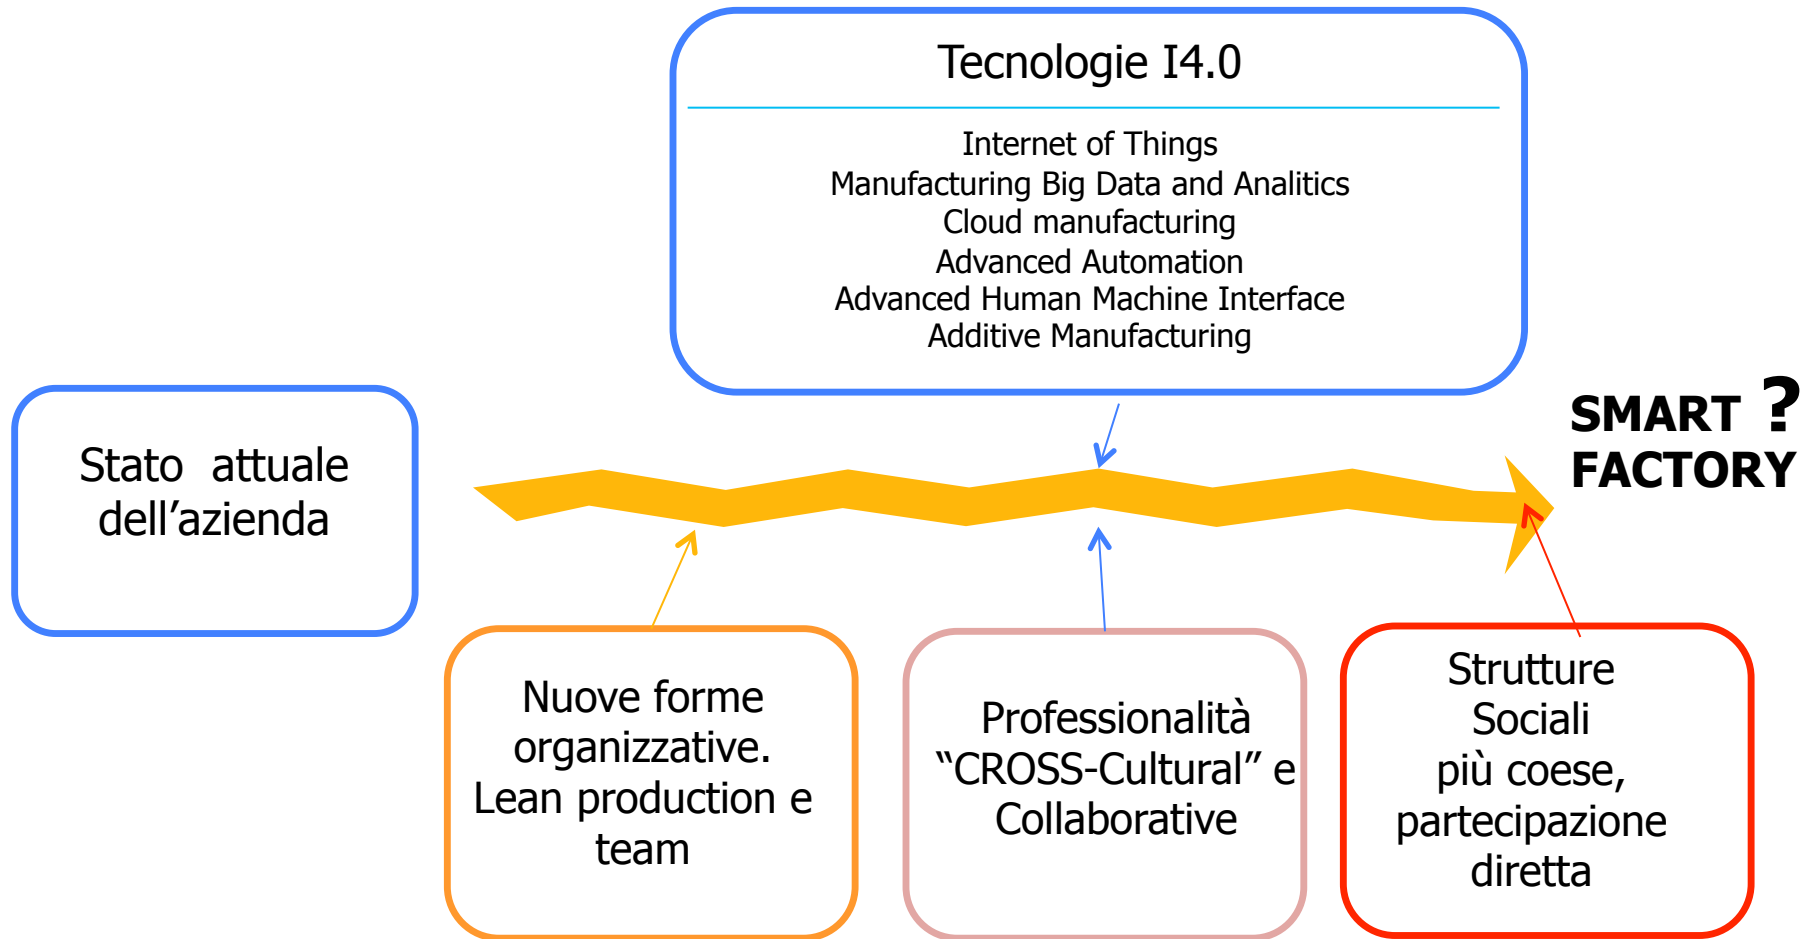 Tecnologie I4.0
Internet of Things
Manufacturing Big Data and Analitics
Cloud manufacturing
Advanced Automation
Advanced Human Machine Interface
Additive Manufacturing
SMART ?
FACTORY
Stato attuale
dell’azienda
Nuove forme
organizzative.
Lean production e
team
Professionalità
“CROSS-Cultural” e
Collaborative
Strutture
Sociali
più coese,
partecipazione
diretta